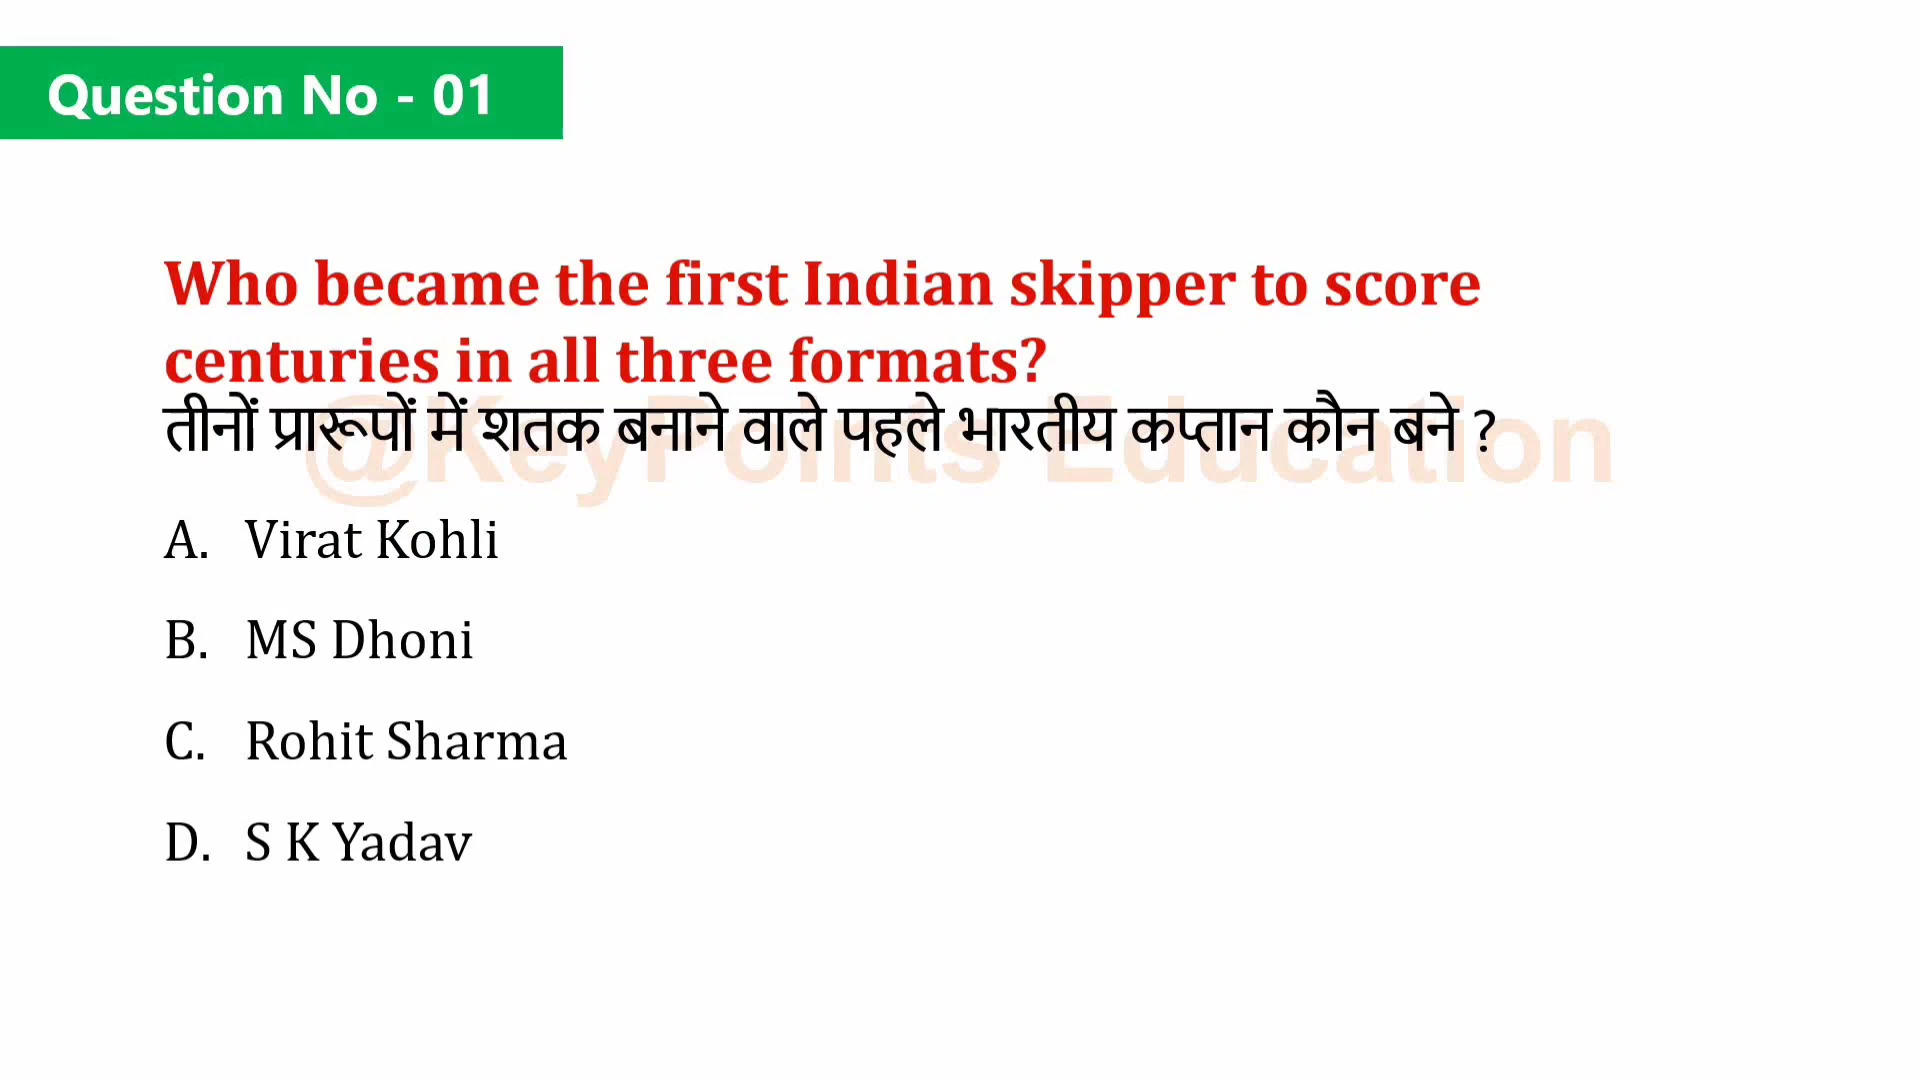 Question No - 01
Who became the first Indian skipper to score
centuries in all three formats?
तीनों प्रारूपों में शतक बनाने वाले पहले भारतीय कप्तान कौन बने ?
@KeyPoints Education
A. Virat Kohli
B. MS Dhoni
C. Rohit Sharma
D. S K Yadav